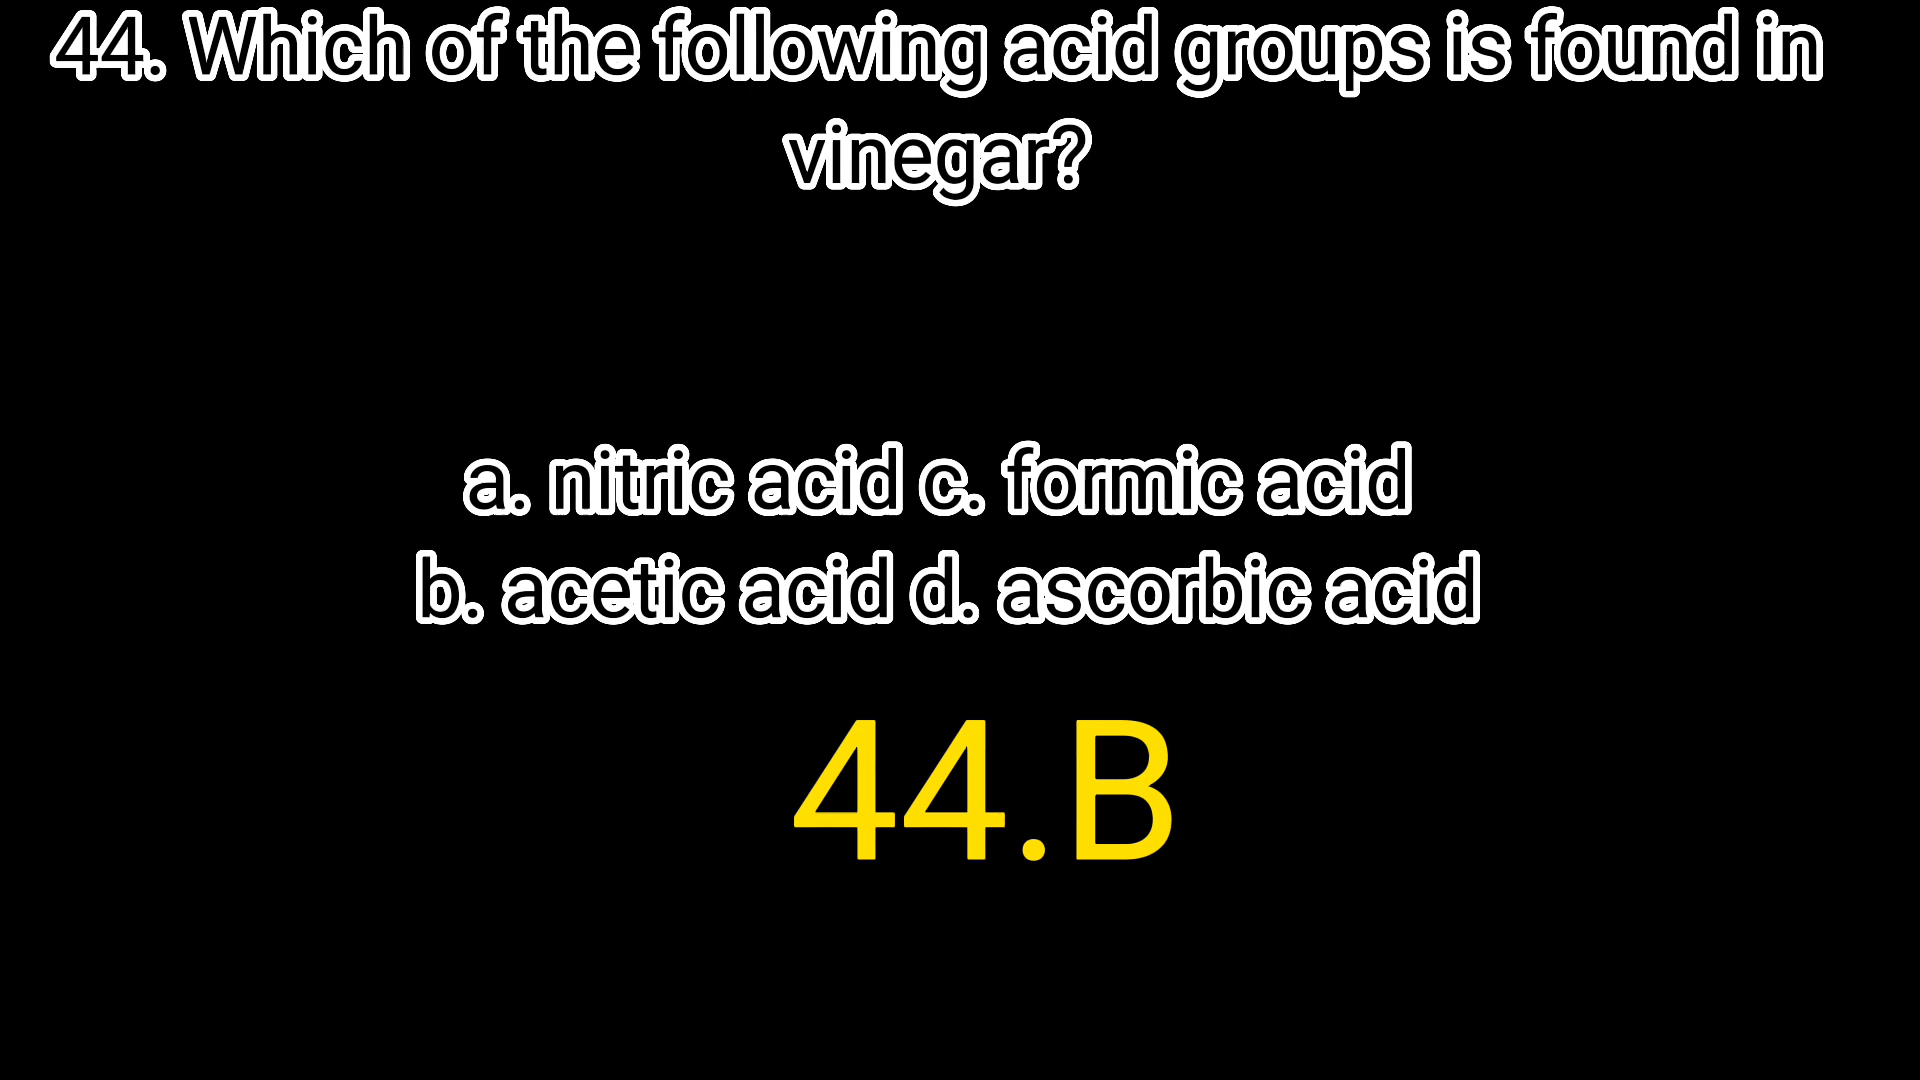 44. Which of the following acid groups is found in
vinegar?
a. nitric acid c. formic acid
b. acetic acid d. ascorbic acid
44.B